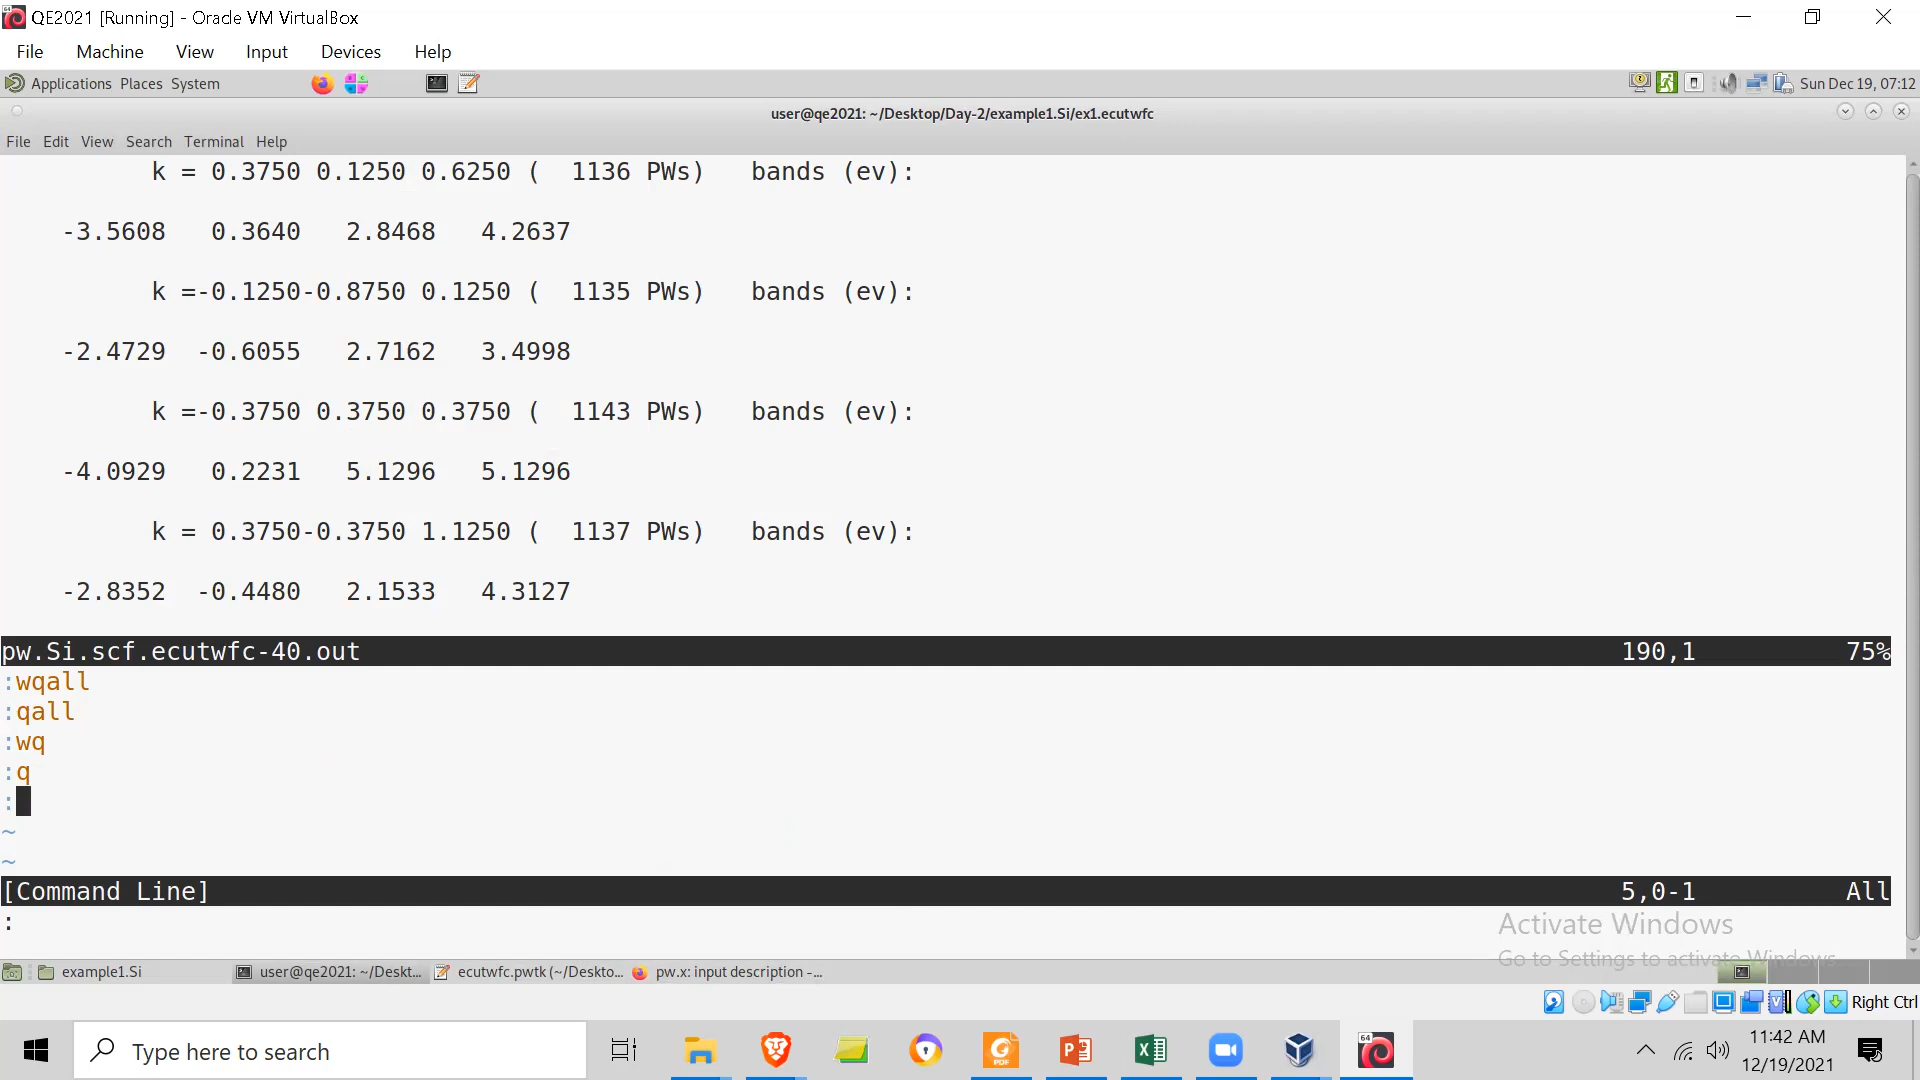 QE2021 [Running] - Oracle VM VirtualBox
File Machine View Input Devices Help
Applications Places System
Sun Dec 19, 07:12
user@qe2021: ~/Desktop/Day-2/example1.Si/ex1.ecutwfc
File Edit View Search Terminal Help
k = 0.3750 0.1250 0.6250 (  1136 PWs)   bands (ev):
-3.5608   0.3640   2.8468   4.2637
k =-0.1250-0.8750 0.1250 (  1135 PWs)   bands (ev):
-2.4729  -0.6055   2.7162   3.4998
k =-0.3750 0.3750 0.3750 (  1143 PWs)   bands (ev):
-4.0929   0.2231   5.1296   5.1296
k = 0.3750-0.3750 1.1250 (  1137 PWs)   bands (ev):
-2.8352  -0.4480   2.1533   4.3127
pw.Si.scf.ecutwfc-40.out 190,1 75%
:wqall
:qall
:wq
:q
:
~
~
[Command Line] 5,0-1 All
:
Activate Windows
Go to Settings to activate Windows.
example1.Si
user@qe2021: ~/Deskt...
ecutwfc.pwtk (~/Deskto...
pw.x: input description -...
Right Ctrl
Type here to search
64
11:42 AM
12/19/2021